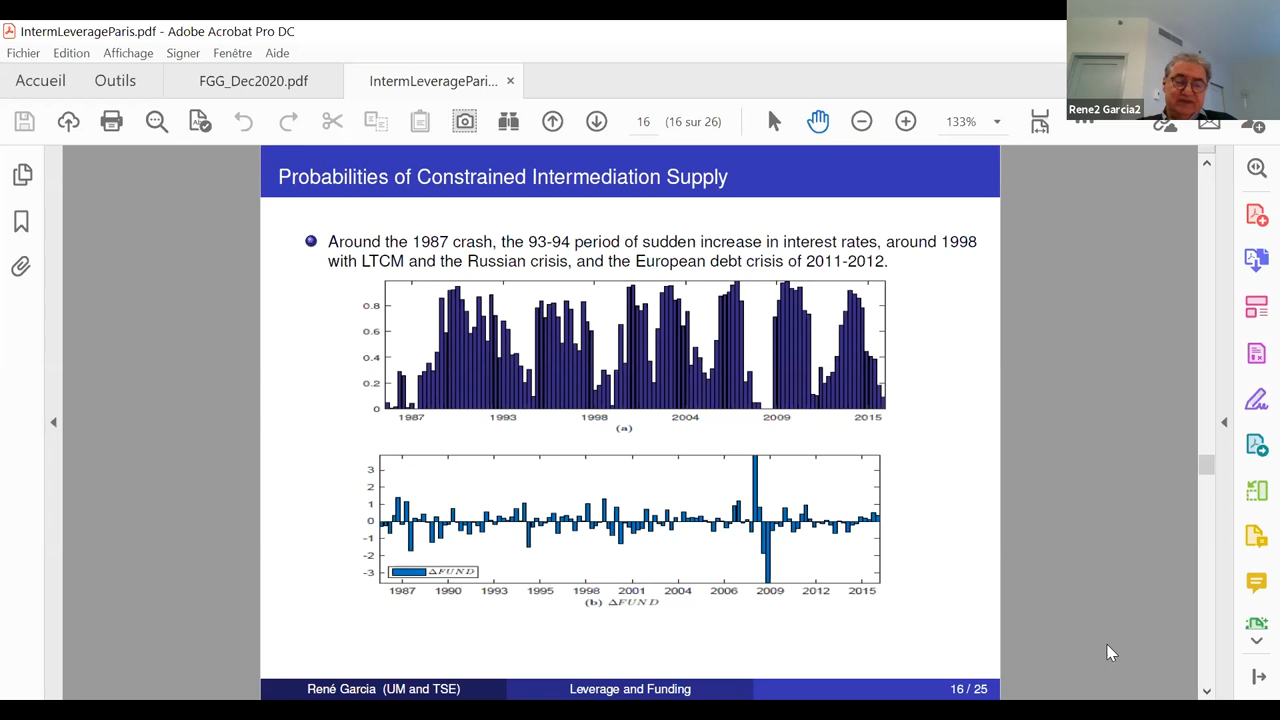 IntermLeverageParis.pdf - Adobe Acrobat Pro DC
Fichier Edition Affichage Signer Fenêtre Aide
Accueil Outils FGG_Dec2020.pdf IntermLeveragePari... ×
16 (16 sur 26) 133%
Rene2 Garcia2
Probabilities of Constrained Intermediation Supply
Around the 1987 crash, the 93-94 period of sudden increase in interest rates, around 1998
with LTCM and the Russian crisis, and the European debt crisis of 2011-2012.
0.8
0.6
0.4
0.2
0
1987 1993 1998 2004 2009 2015
(a)
3
2
1
0
-1
-2
-3
ΔFUND
1987 1990 1993 1995 1998 2001 2004 2006 2009 2012 2015
(b) ΔFUND
René Garcia (UM and TSE) Leverage and Funding 16 / 25